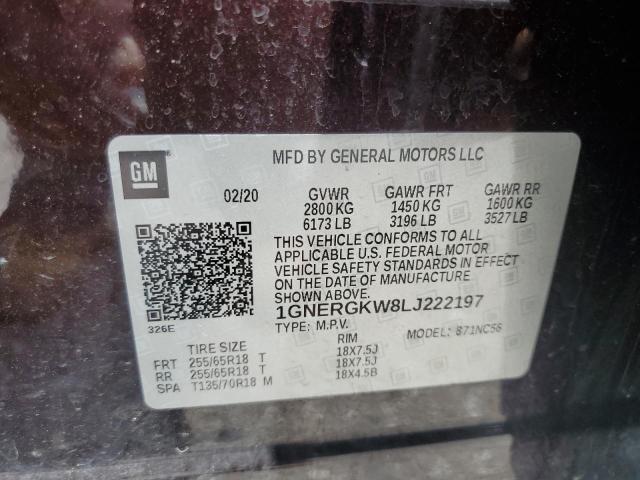 GM
MFD BY GENERAL MOTORS LLC
02/20 GVWR GAWR FRT GAWR RR
2800 KG 1450 KG 1600 KG
6173 LB 3196 LB 3527 LB
THIS VEHICLE CONFORMS TO ALL
APPLICABLE U.S. FEDERAL MOTOR
VEHICLE SAFETY STANDARDS IN EFFECT
ON THE DATE OF MANUFACTURE
SHOWN ABOVE.
326E
1GNERGKW8LJ222197
TYPE: M.P.V. MODEL: 871NC56
TIRE SIZE RIM
FRT 255/65R18 T 18X7.5J
RR 255/65R18 T 18X7.5J
SPA T135/70R18 M 18X4.5B